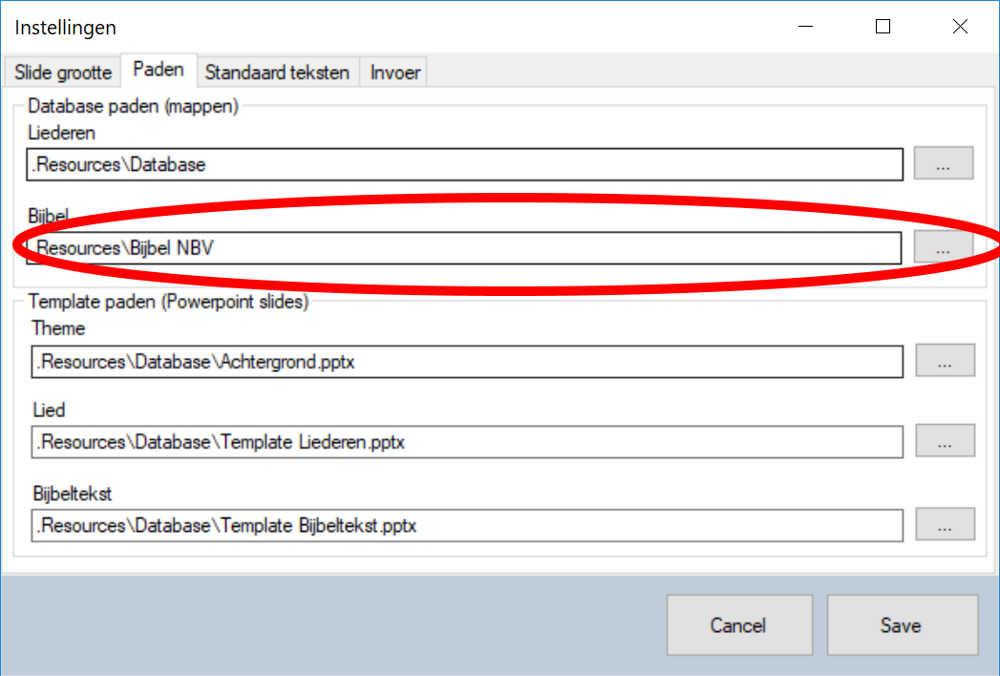 Instellingen
Slide grootte Paden Standaard teksten Invoer
Database paden (mappen)
Liederen
.Resources\Database ...
Bijbel
Resources\Bijbel NBV ...
Template paden (Powerpoint slides)
Theme
.Resources\Database\Achtergrond.pptx ...
Lied
.Resources\Database\Template Liederen.pptx ...
Bijbeltekst
.Resources\Database\Template Bijbeltekst.pptx ...
Cancel Save